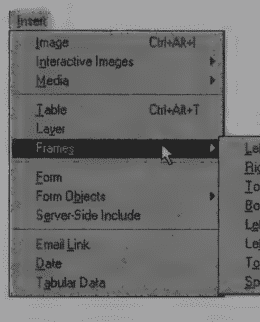 Insert
Image Ctrl+Alt+I
Interactive Images
Media
Table Ctrl+Alt+T
Layer
Frames
Form
Form Objects
Server-Side Include
Email Link
Date
Tabular Data